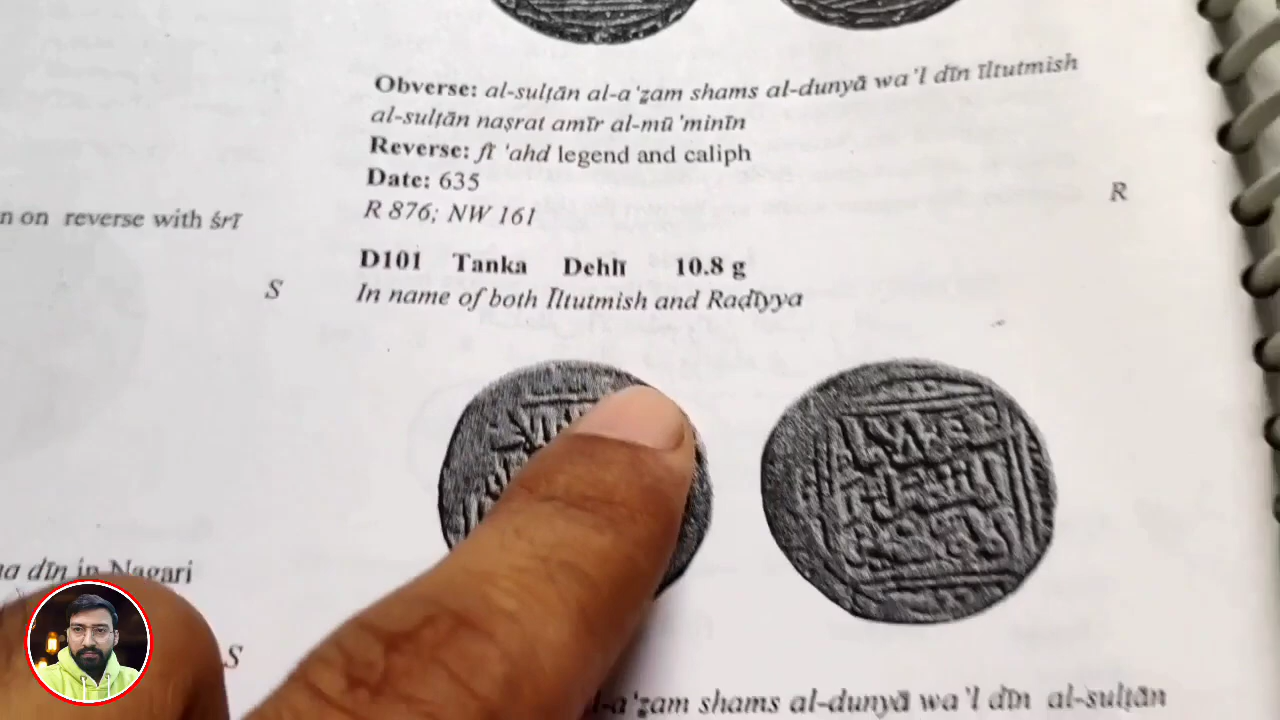 Obverse: al-sulṭān al-a'ẓam shams al-dunyā wa'l dīn īltutmish
al-sulṭān naṣrat amīr al-mū'minīn
Reverse: fī 'ahd legend and caliph
Date: 635
R 876; NW 161
R
n on reverse with śrī
S
D101 Tanka Dehlī 10.8 g
In name of both Īltutmish and Raḍīyya
dīn in Nagari
S
l-a'ẓam shams al-dunyā wa'l dīn al-sulṭān